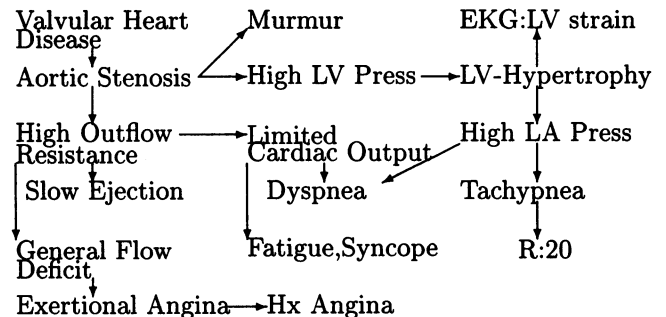 Valvular Heart
Disease
Murmur
EKG:LV strain
Aortic Stenosis
High LV Press
LV-Hypertrophy
High Outflow
Resistance
Limited
Cardiac Output
High LA Press
Slow Ejection
Dyspnea
Tachypnea
General Flow
Deficit
Fatigue,Syncope
R:20
Exertional Angina
Hx Angina